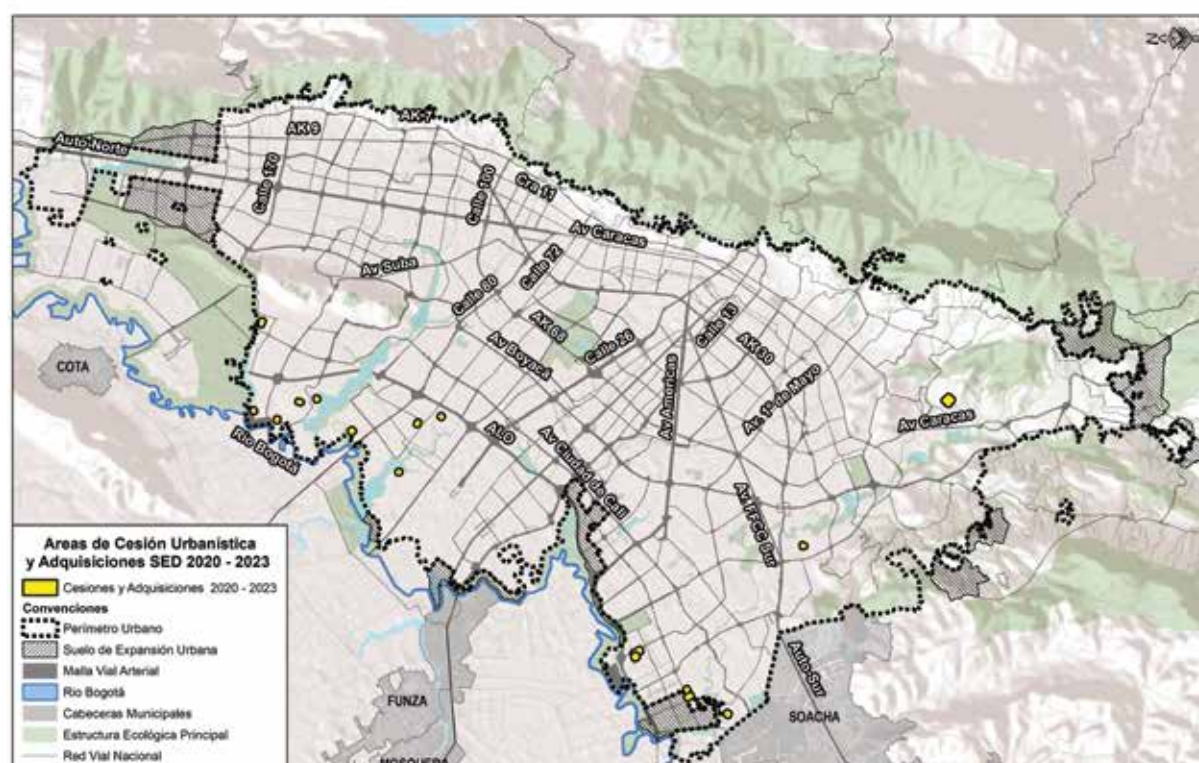 N
AK 7
AK 9
Auto-Norte
Calle 170
Calle 100
Cra 11
Av Caracas
Av Suba
Calle 80
Calle 72
AK 68
Calle 26
Av Boyacá
Calle 13
AK 30
Av Americas
Av. 1º de Mayo
Av Caracas
COTA
Rio Bogotá
ALO
Av Ciudad de Cali
Av. FFCC Sur
Auto-Sur
SOACHA
FUNZA
MOSQUERA
Areas de Cesión Urbanística
y Adquisiciones SED 2020 - 2023
Cesiones y Adquisiciones 2020 - 2023
Convenciones
Perímetro Urbano
Suelo de Expansión Urbana
Malla Vial Arterial
Rio Bogotá
Cabeceras Municipales
Estructura Ecológica Principal
Red Vial Nacional